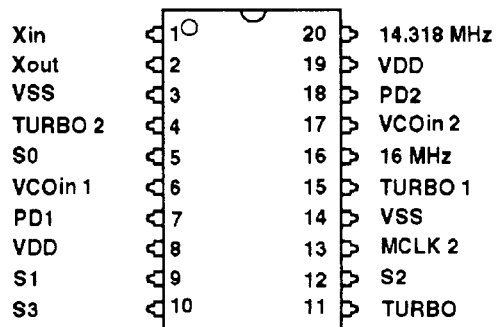 Xin 1 20 14.318 MHz
Xout 2 19 VDD
VSS 3 18 PD2
TURBO 2 4 17 VCOin 2
S0 5 16 16 MHz
VCOin 1 6 15 TURBO 1
PD1 7 14 VSS
VDD 8 13 MCLK 2
S1 9 12 S2
S3 10 11 TURBO